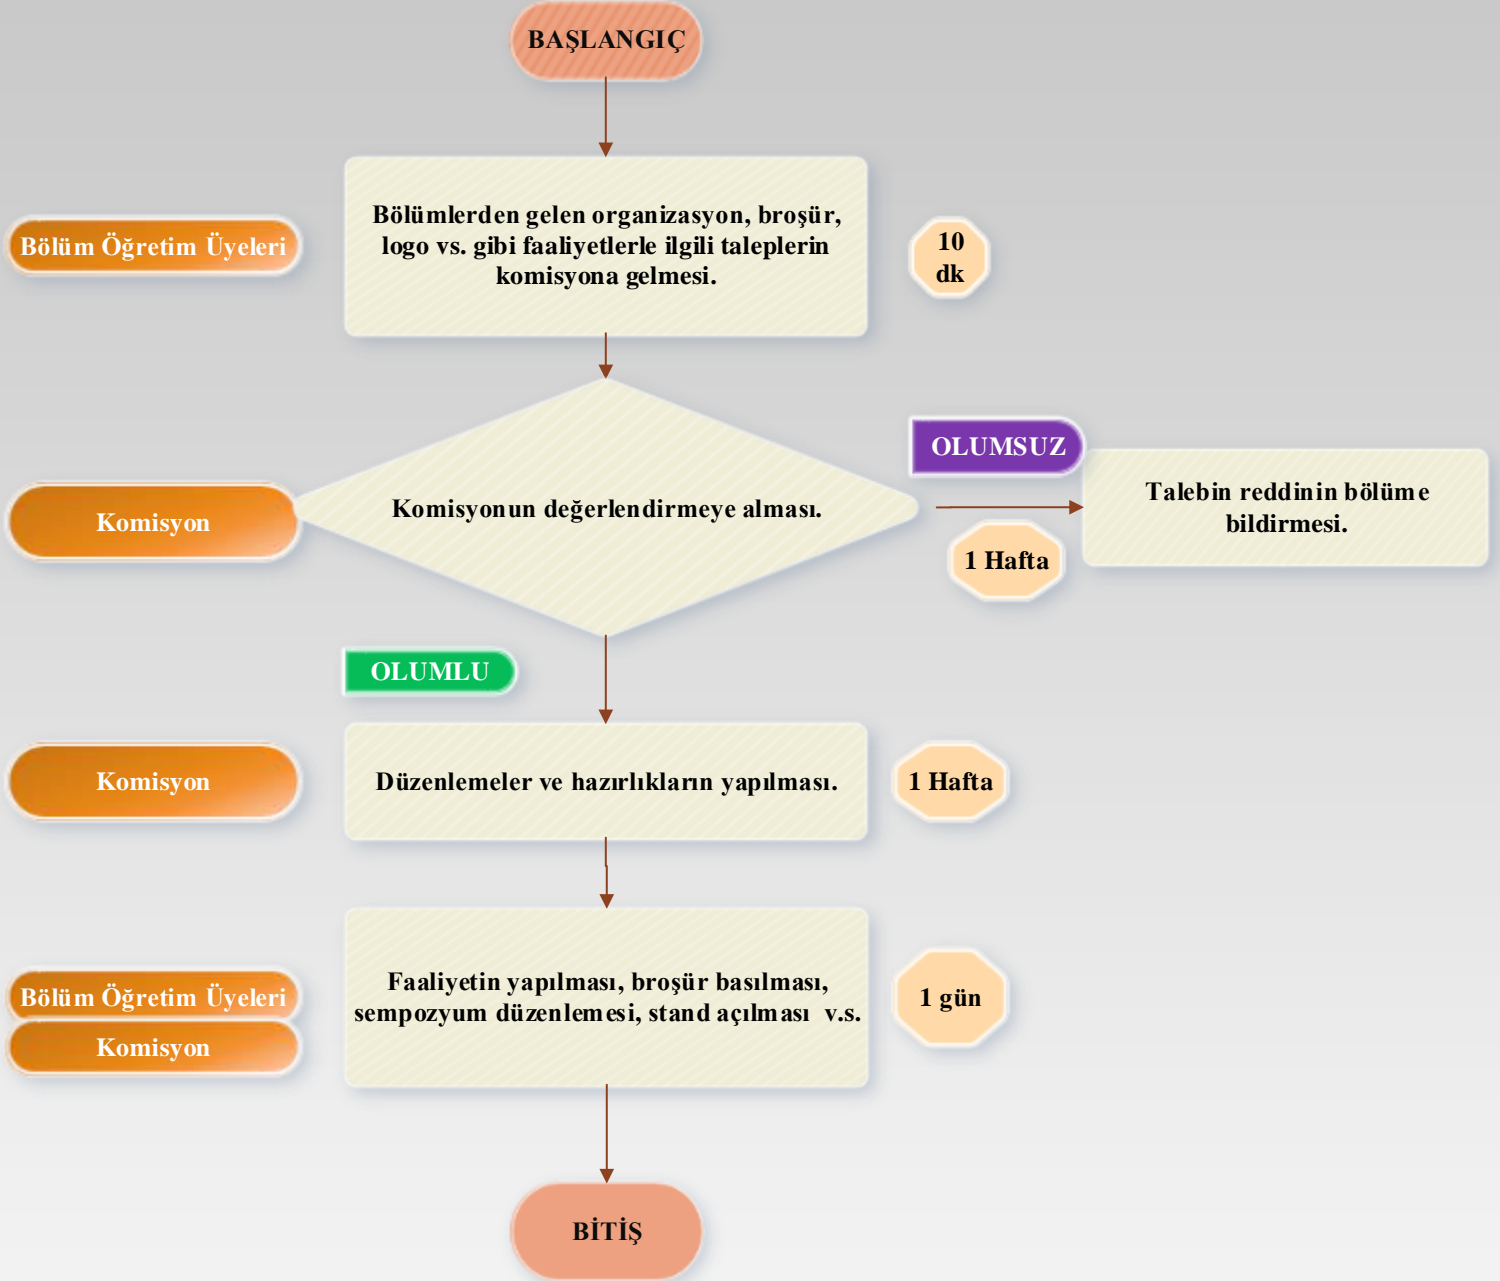 BAŞLANGIÇ
Bölüm Öğretim Üyeleri
Bölümlerden gelen organizasyon, broşür,
logo vs. gibi faaliyetlerle ilgili taleplerin
komisyona gelmesi.
10
dk
Komisyon
Komisyonun değerlendirmeye alması.
OLUMSUZ
1 Hafta
Talebin reddinin bölüme
bildirmesi.
OLUMLU
Komisyon
Düzenlemeler ve hazırlıkların yapılması.
1 Hafta
Bölüm Öğretim Üyeleri
Komisyon
Faaliyetin yapılması, broşür basılması,
sempozyum düzenlemesi, stand açılması  v.s.
1 gün
BİTİŞ